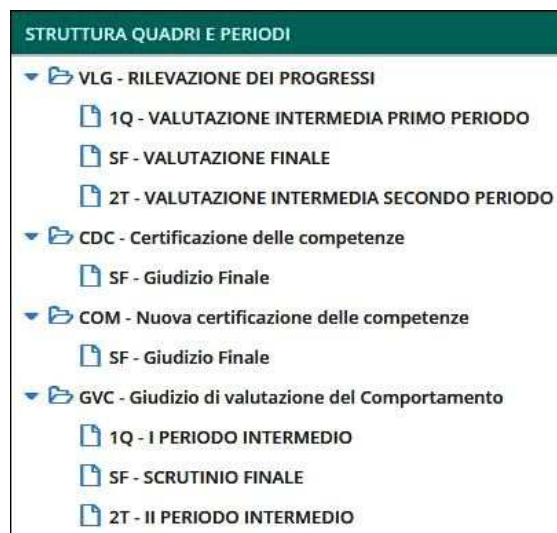 STRUTTURA QUADRI E PERIODI
VLG - RILEVAZIONE DEI PROGRESSI
1Q - VALUTAZIONE INTERMEDIA PRIMO PERIODO
SF - VALUTAZIONE FINALE
2T - VALUTAZIONE INTERMEDIA SECONDO PERIODO
CDC - Certificazione delle competenze
SF - Giudizio Finale
COM - Nuova certificazione delle competenze
SF - Giudizio Finale
GVC - Giudizio di valutazione del Comportamento
1Q - I PERIODO INTERMEDIO
SF - SCRUTINIO FINALE
2T - II PERIODO INTERMEDIO